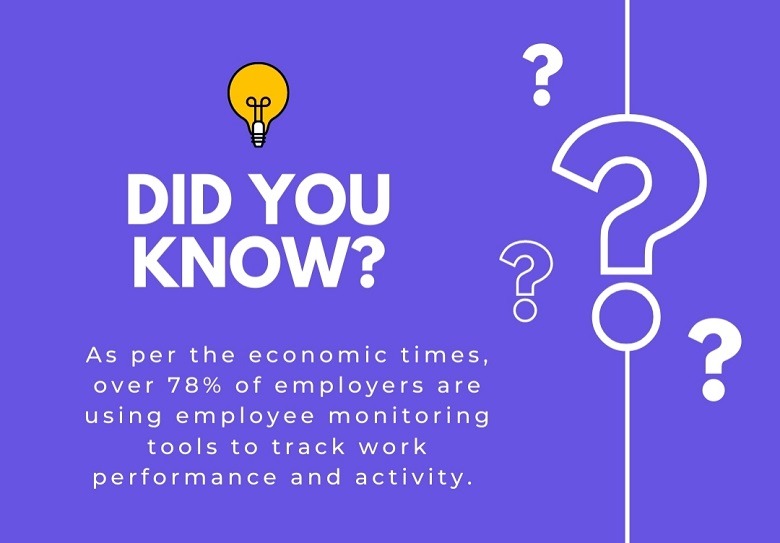 DID YOU
KNOW?
As per the economic times,
over 78% of employers are
using employee monitoring
tools to track work
performance and activity.